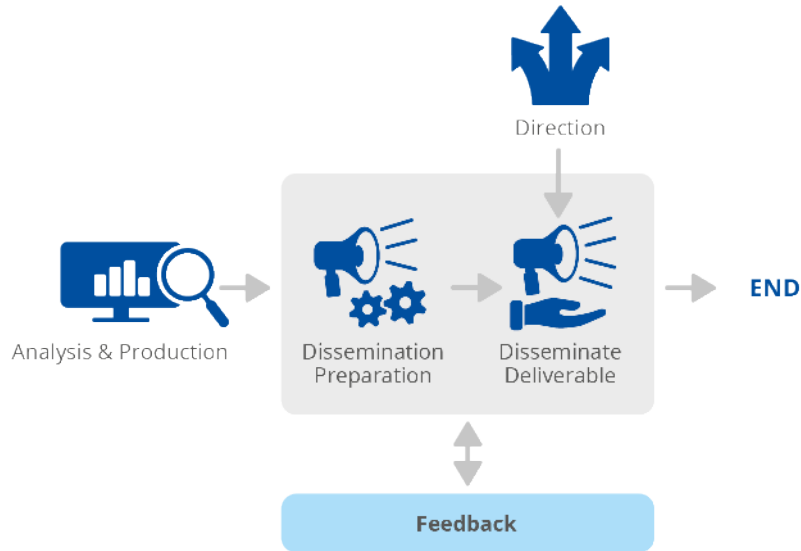 Direction
Analysis & Production
Dissemination
Preparation
Disseminate
Deliverable
END
Feedback